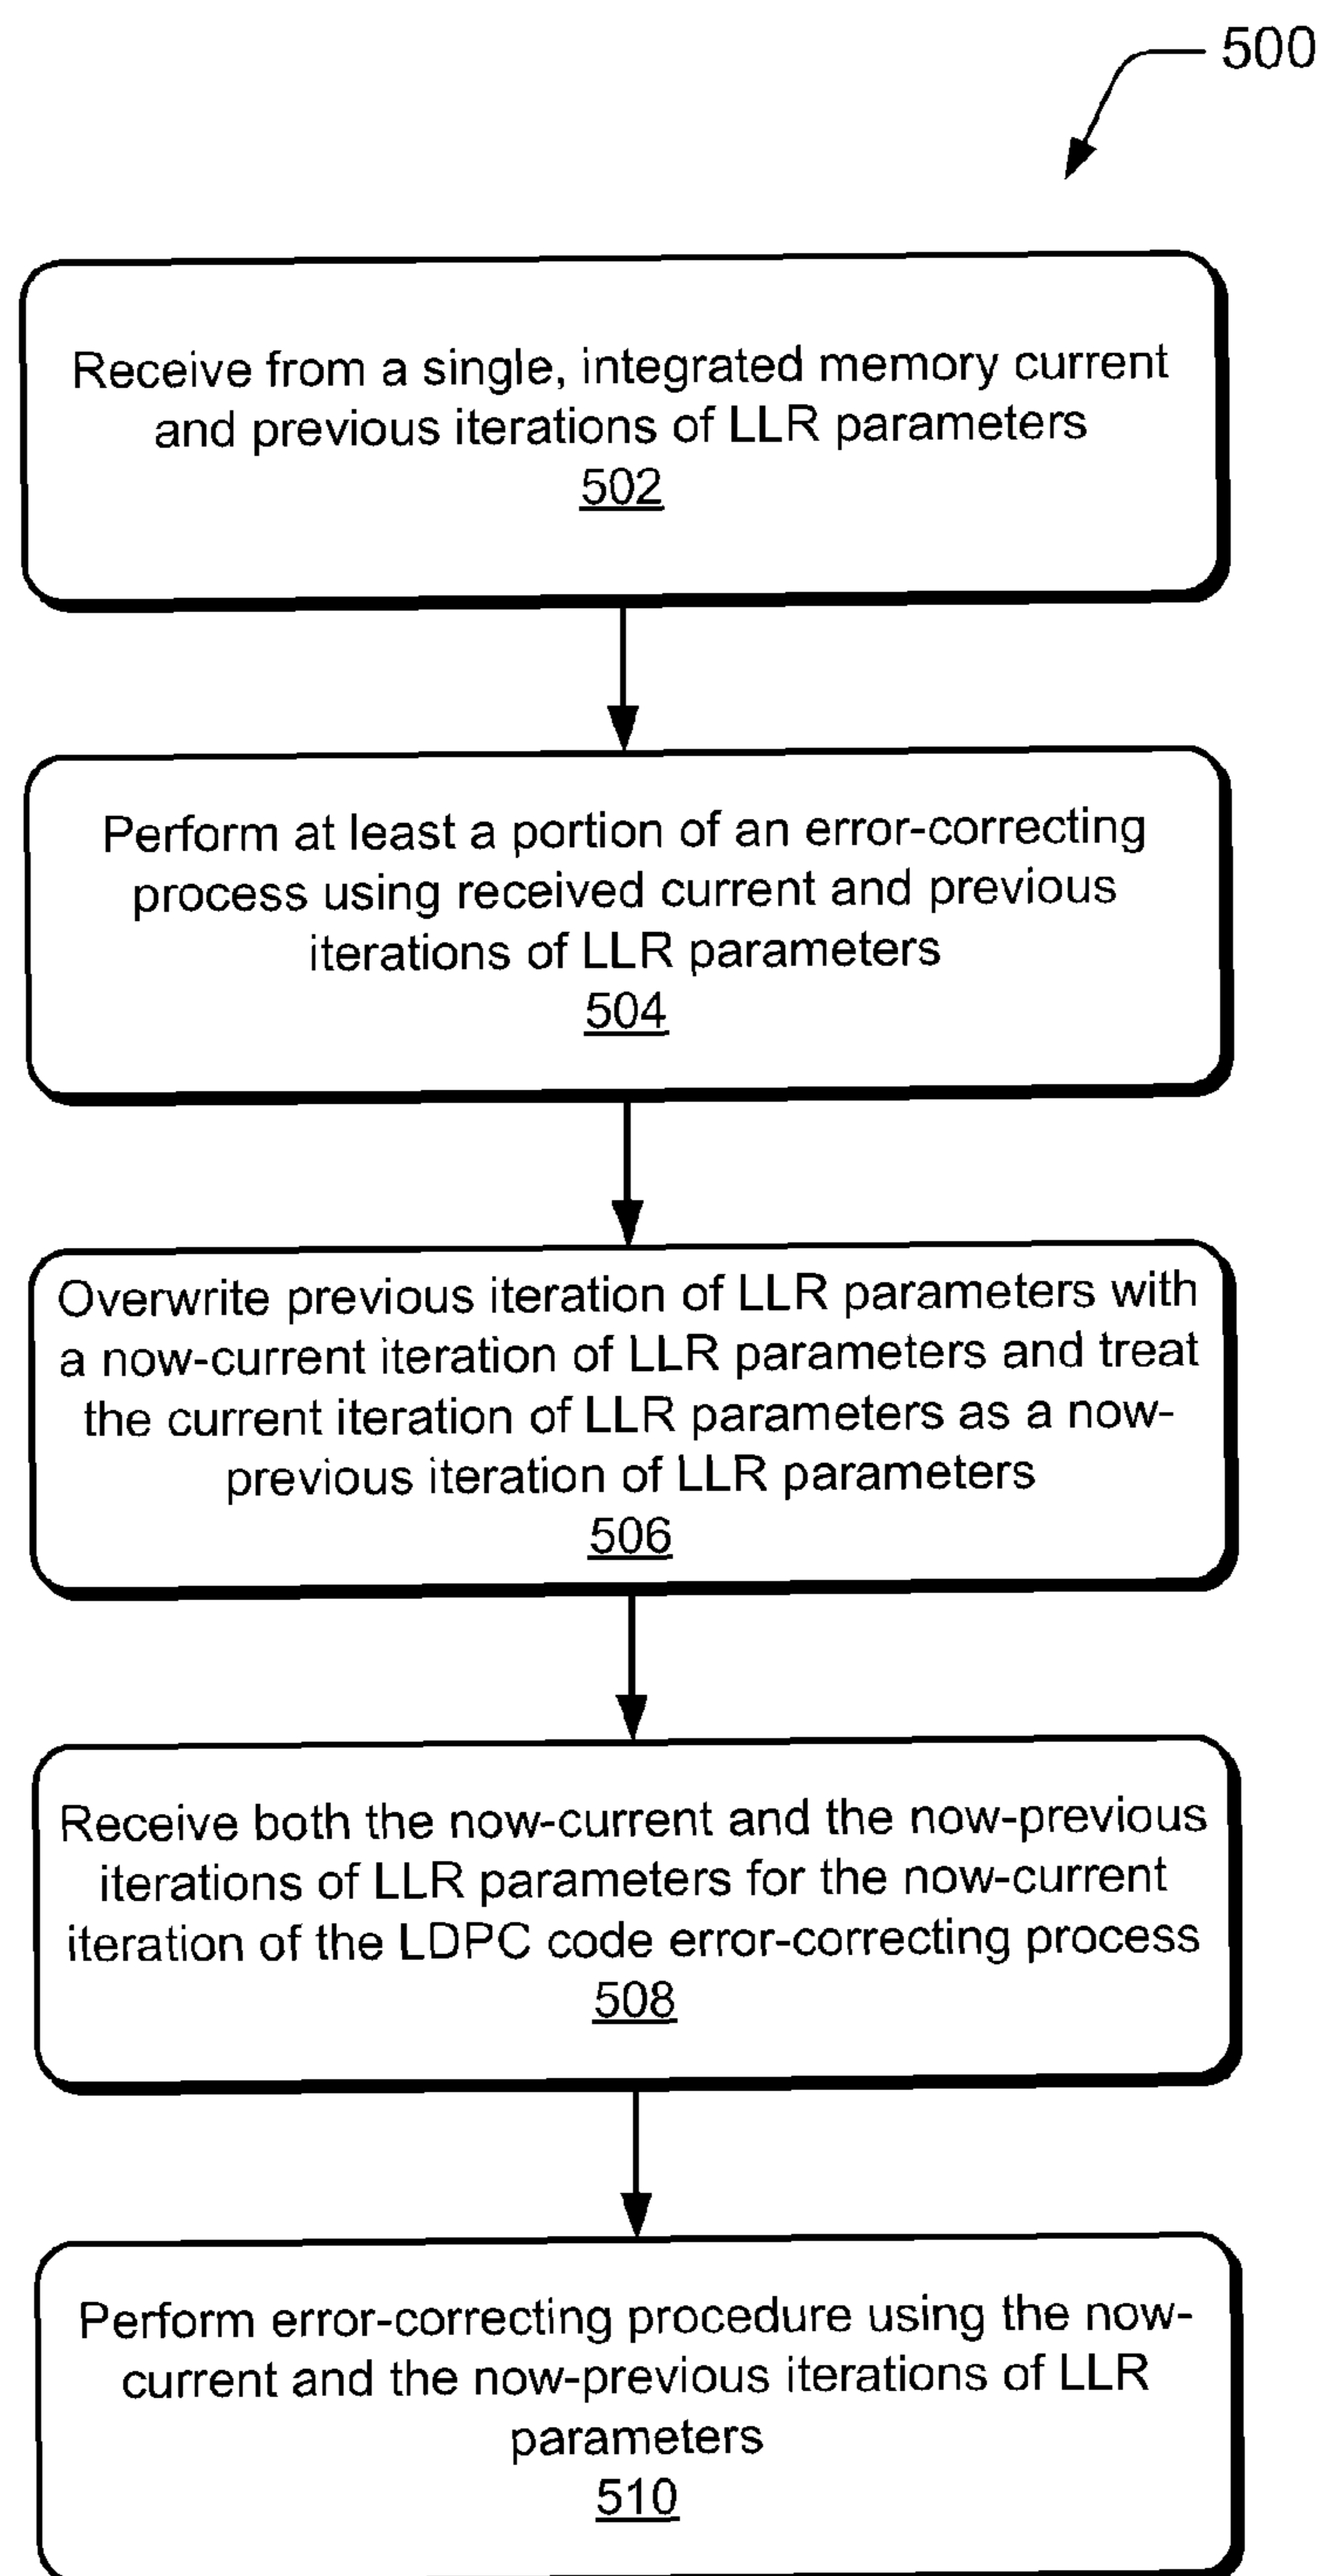 500
Receive from a single, integrated memory current
and previous iterations of LLR parameters
502
Perform at least a portion of an error-correcting
process using received current and previous
iterations of LLR parameters
504
Overwrite previous iteration of LLR parameters with
a now-current iteration of LLR parameters and treat
the current iteration of LLR parameters as a now-
previous iteration of LLR parameters
506
Receive both the now-current and the now-previous
iterations of LLR parameters for the now-current
iteration of the LDPC code error-correcting process
508
Perform error-correcting procedure using the now-
current and the now-previous iterations of LLR
parameters
510